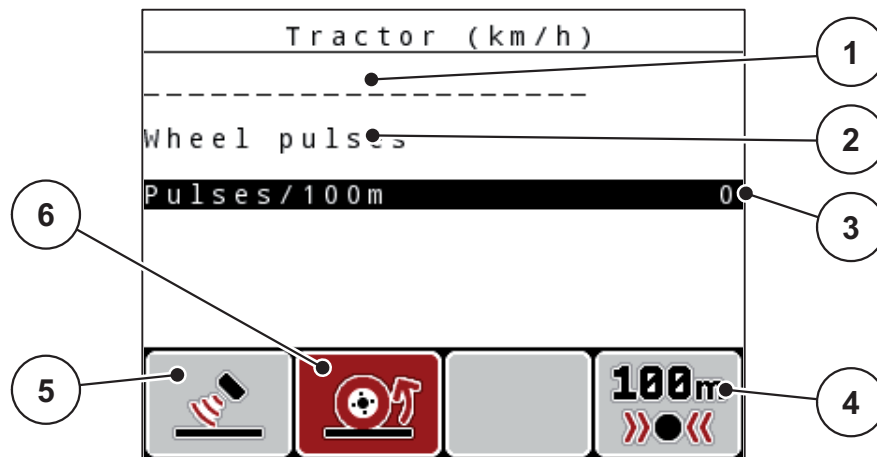 Tractor (km/h)
1
---------------------
Wheel pulses
2
Pulses/100m 0
3
6
5
100m
4